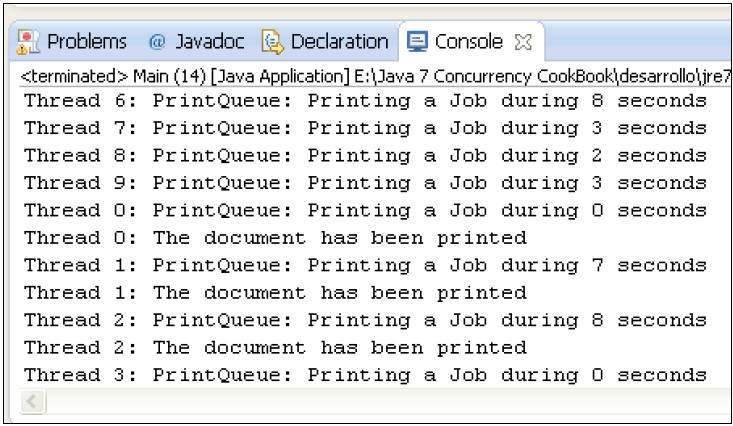 Problems @ Javadoc Declaration Console
<terminated> Main (14) [Java Application] E:\Java 7 Concurrency CookBook\desarrollo\jre7
Thread 6: PrintQueue: Printing a Job during 8 seconds
Thread 7: PrintQueue: Printing a Job during 3 seconds
Thread 8: PrintQueue: Printing a Job during 2 seconds
Thread 9: PrintQueue: Printing a Job during 3 seconds
Thread 0: PrintQueue: Printing a Job during 0 seconds
Thread 0: The document has been printed
Thread 1: PrintQueue: Printing a Job during 7 seconds
Thread 1: The document has been printed
Thread 2: PrintQueue: Printing a Job during 8 seconds
Thread 2: The document has been printed
Thread 3: PrintQueue: Printing a Job during 0 seconds